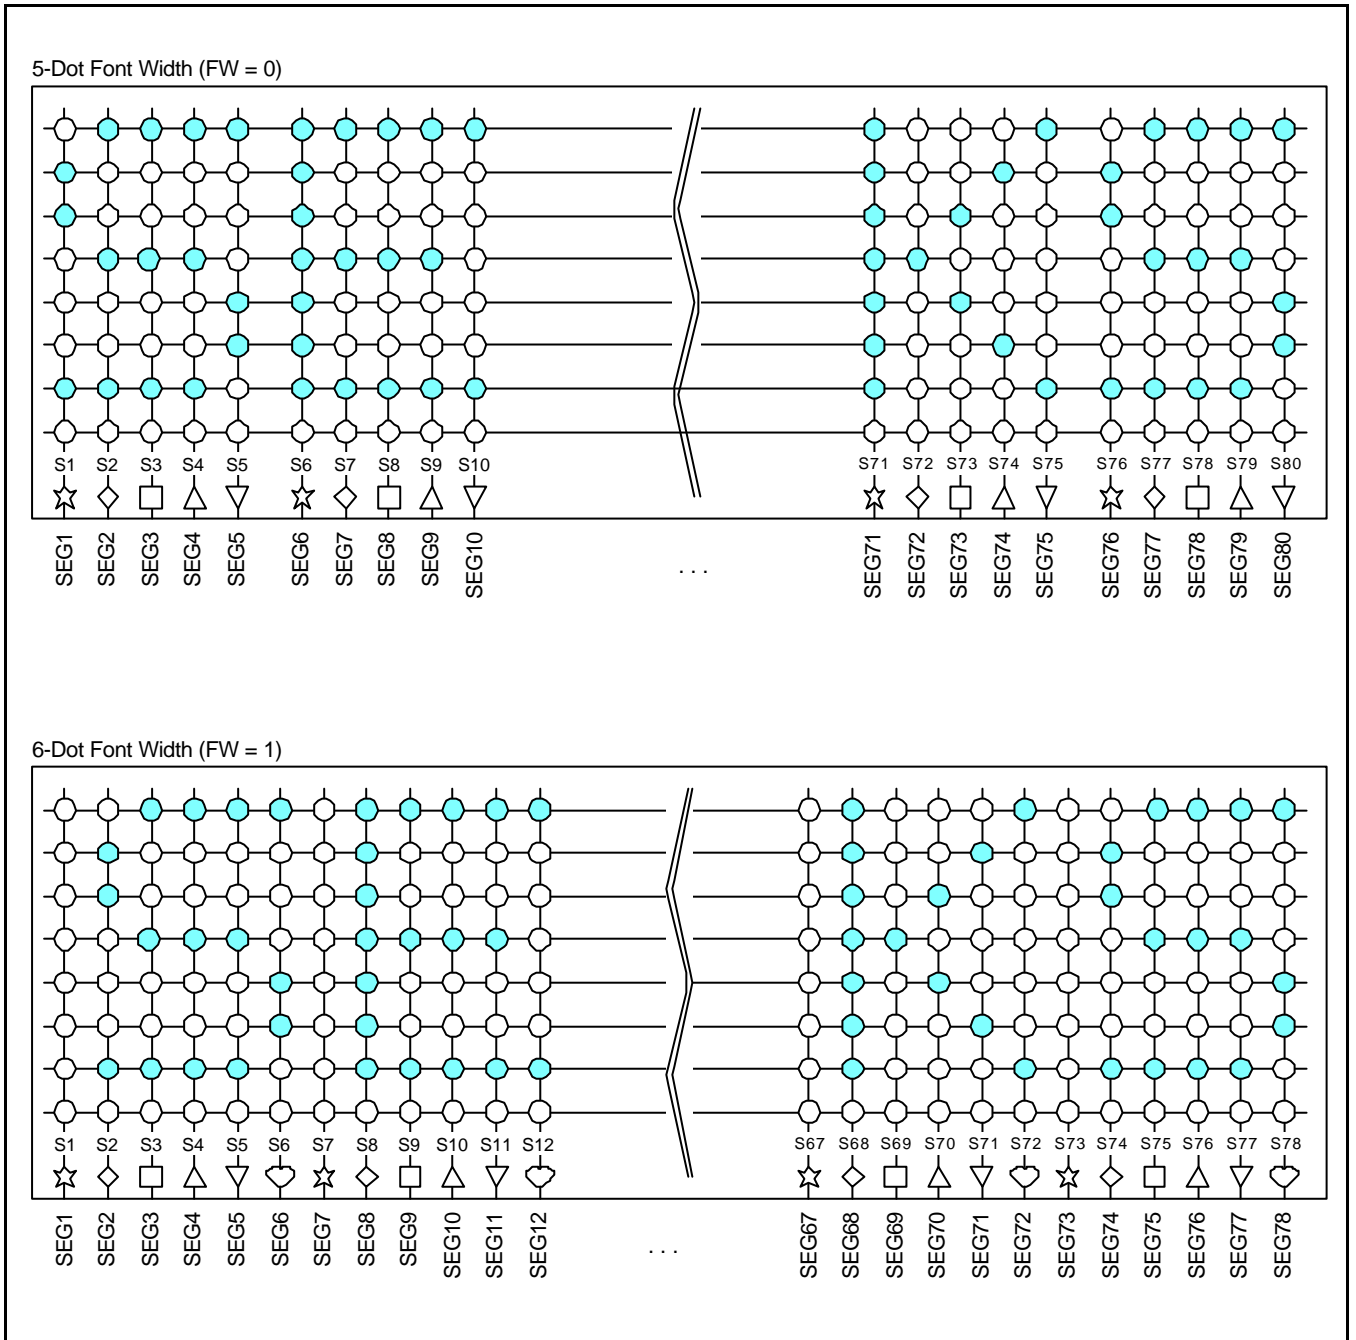 5-Dot Font Width (FW = 0)
S1 S2 S3 S4 S5 S6 S7 S8 S9 S10 S71 S72 S73 S74 S75 S76 S77 S78 S79 S80
SEG1 SEG2 SEG3 SEG4 SEG5 SEG6 SEG7 SEG8 SEG9 SEG10 . . . SEG71 SEG72 SEG73 SEG74 SEG75 SEG76 SEG77 SEG78 SEG79 SEG80
6-Dot Font Width (FW = 1)
S1 S2 S3 S4 S5 S6 S7 S8 S9 S10 S11 S12 S67 S68 S69 S70 S71 S72 S73 S74 S75 S76 S77 S78
SEG1 SEG2 SEG3 SEG4 SEG5 SEG6 SEG7 SEG8 SEG9 SEG10 SEG11 SEG12 . . . SEG67 SEG68 SEG69 SEG70 SEG71 SEG72 SEG73 SEG74 SEG75 SEG76 SEG77 SEG78